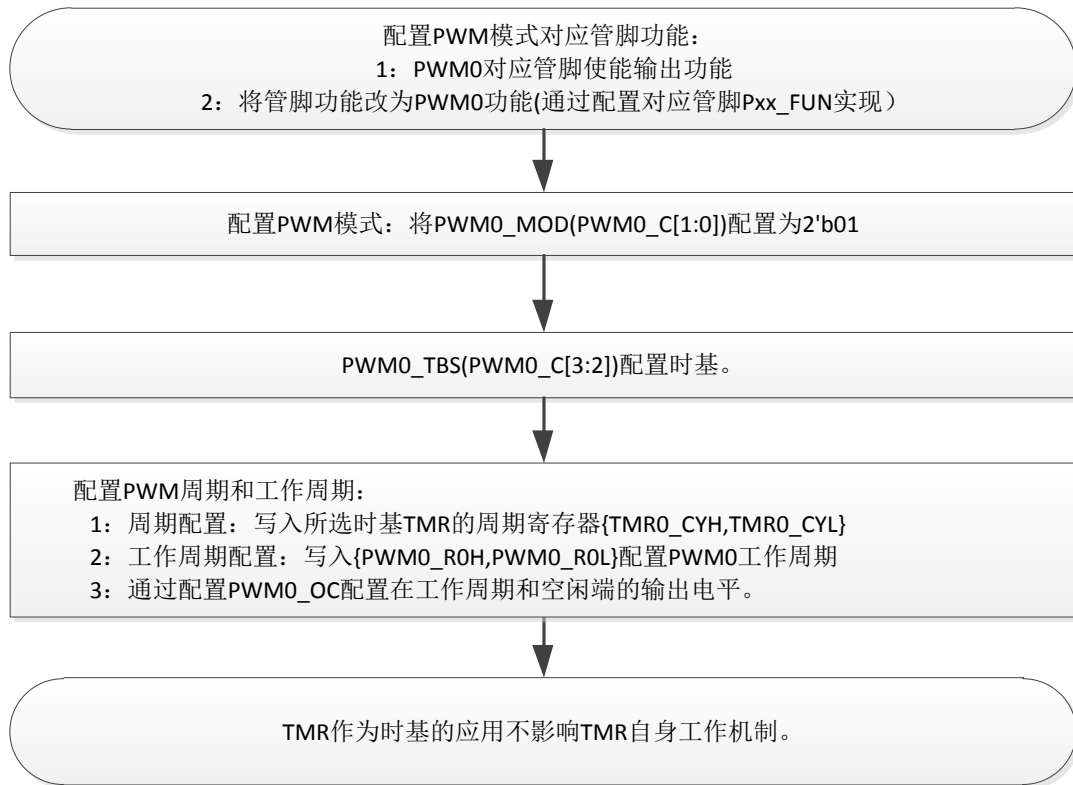 配置PWM模式对应管脚功能：
1：PWM0对应管脚使能输出功能
2：将管脚功能改为PWM0功能(通过配置对应管脚Pxx_FUN实现）
配置PWM模式：将PWM0_MOD(PWM0_C[1:0])配置为2'b01
PWM0_TBS(PWM0_C[3:2])配置时基。
配置PWM周期和工作周期：
1：周期配置：写入所选时基TMR的周期寄存器{TMR0_CYH,TMR0_CYL}
2：工作周期配置：写入{PWM0_R0H,PWM0_R0L}配置PWM0工作周期
3：通过配置PWM0_OC配置在工作周期和空闲端的输出电平。
TMR作为时基的应用不影响TMR自身工作机制。